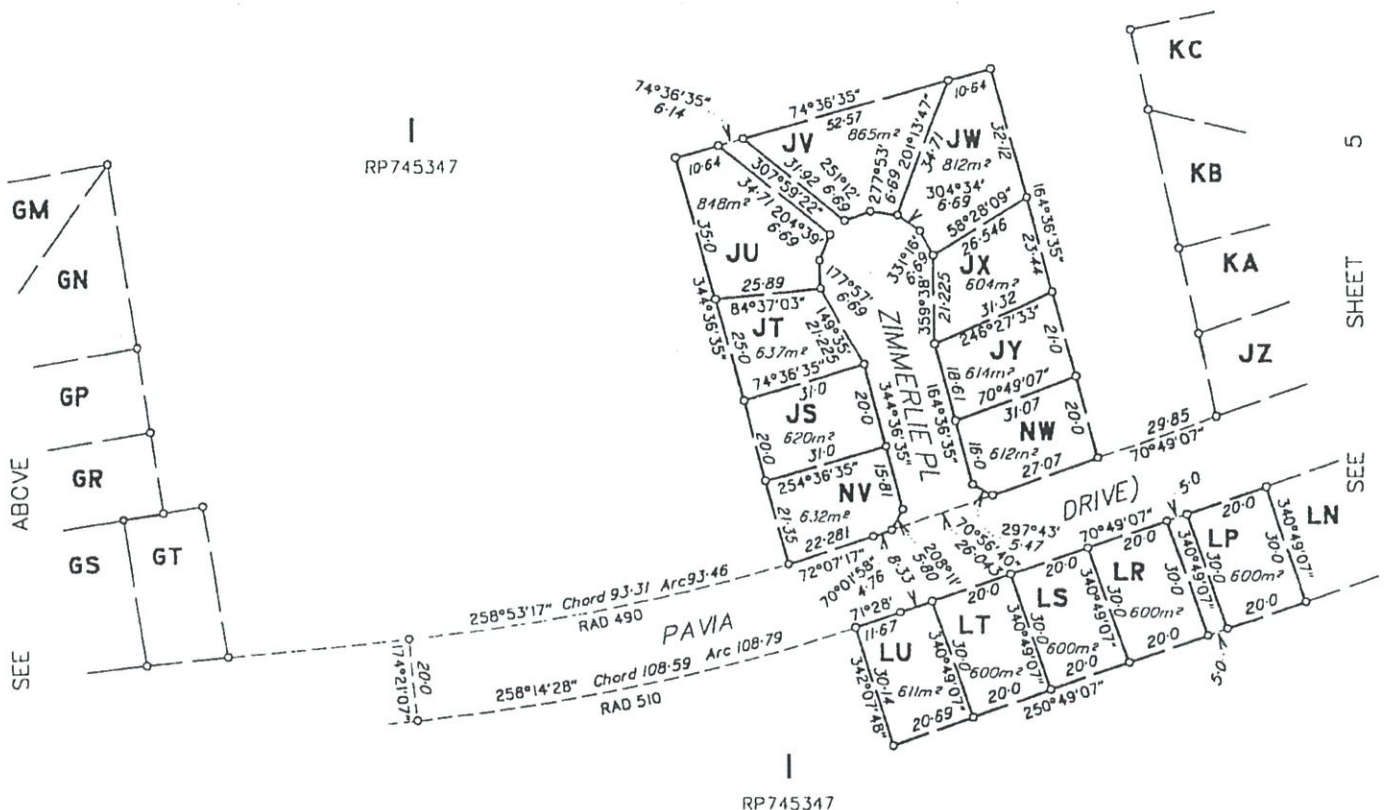 KC
KB
KA
JZ
SHEET 5
SEE
I
RP745347
GM
GN
GP
GR
GS
GT
SEE ABOVE
74°36'35"
6·14
74°36'35"
52·57
10·64
JV
865m²
201°13'47"
34·71
277°53'
6·69
251°12'
6·69
31·92
307°59'22"
34·71
10·64
JW
812m²
32·12
304°34'
6·69
58°28'09"
26·546
164°36'35"
204°39'
6·69
848m²
35·0
JU
331°16'
6·69
JX
604m²
23·44
25·89
84°37'03"
177°57'
6·69
359°38'
21·225
344°36'35"
JT
637m²
25·0
149°35'
21·225
31·32
246°27'33"
JY
614m²
21·0
74°36'35"
31·0
ZIMMERLIE PL
18·61
70°49'07"
31·07
JS
620m²
20·0
20·0
344°36'35"
164°36'35"
NW
612m²
20·0
16·0
27·07
31·0
254°36'35"
15·81
NV
632m²
21·35
22·281
72°07'17"
29·85
70°49'07"
DRIVE)
297°43'
5·47
70°56'40"
26·043
208°11'
5·80
8·33
70°01'58"
4·76
71°28'
11·67
258°53'17" Chord 93·31 Arc 93·46
RAD 490
PAVIA
174°21'07"
20·0
258°14'28" Chord 108·59 Arc 108·79
RAD 510
70°49'07"
5·0
20·0
20·0
20·0
20·0
LN
LP
LR
LS
LT
LU
340°49'07"
30·0
340°49'07"
30·0
30·0
340°49'07"
30·0
340°49'07"
30·0
340°49'07"
30·0
600m²
600m²
600m²
600m²
611m²
342°07'48"
30·14
20·69
20·0
20·0
20·0
5·0
20·0
250°49'07"
I
RP745347